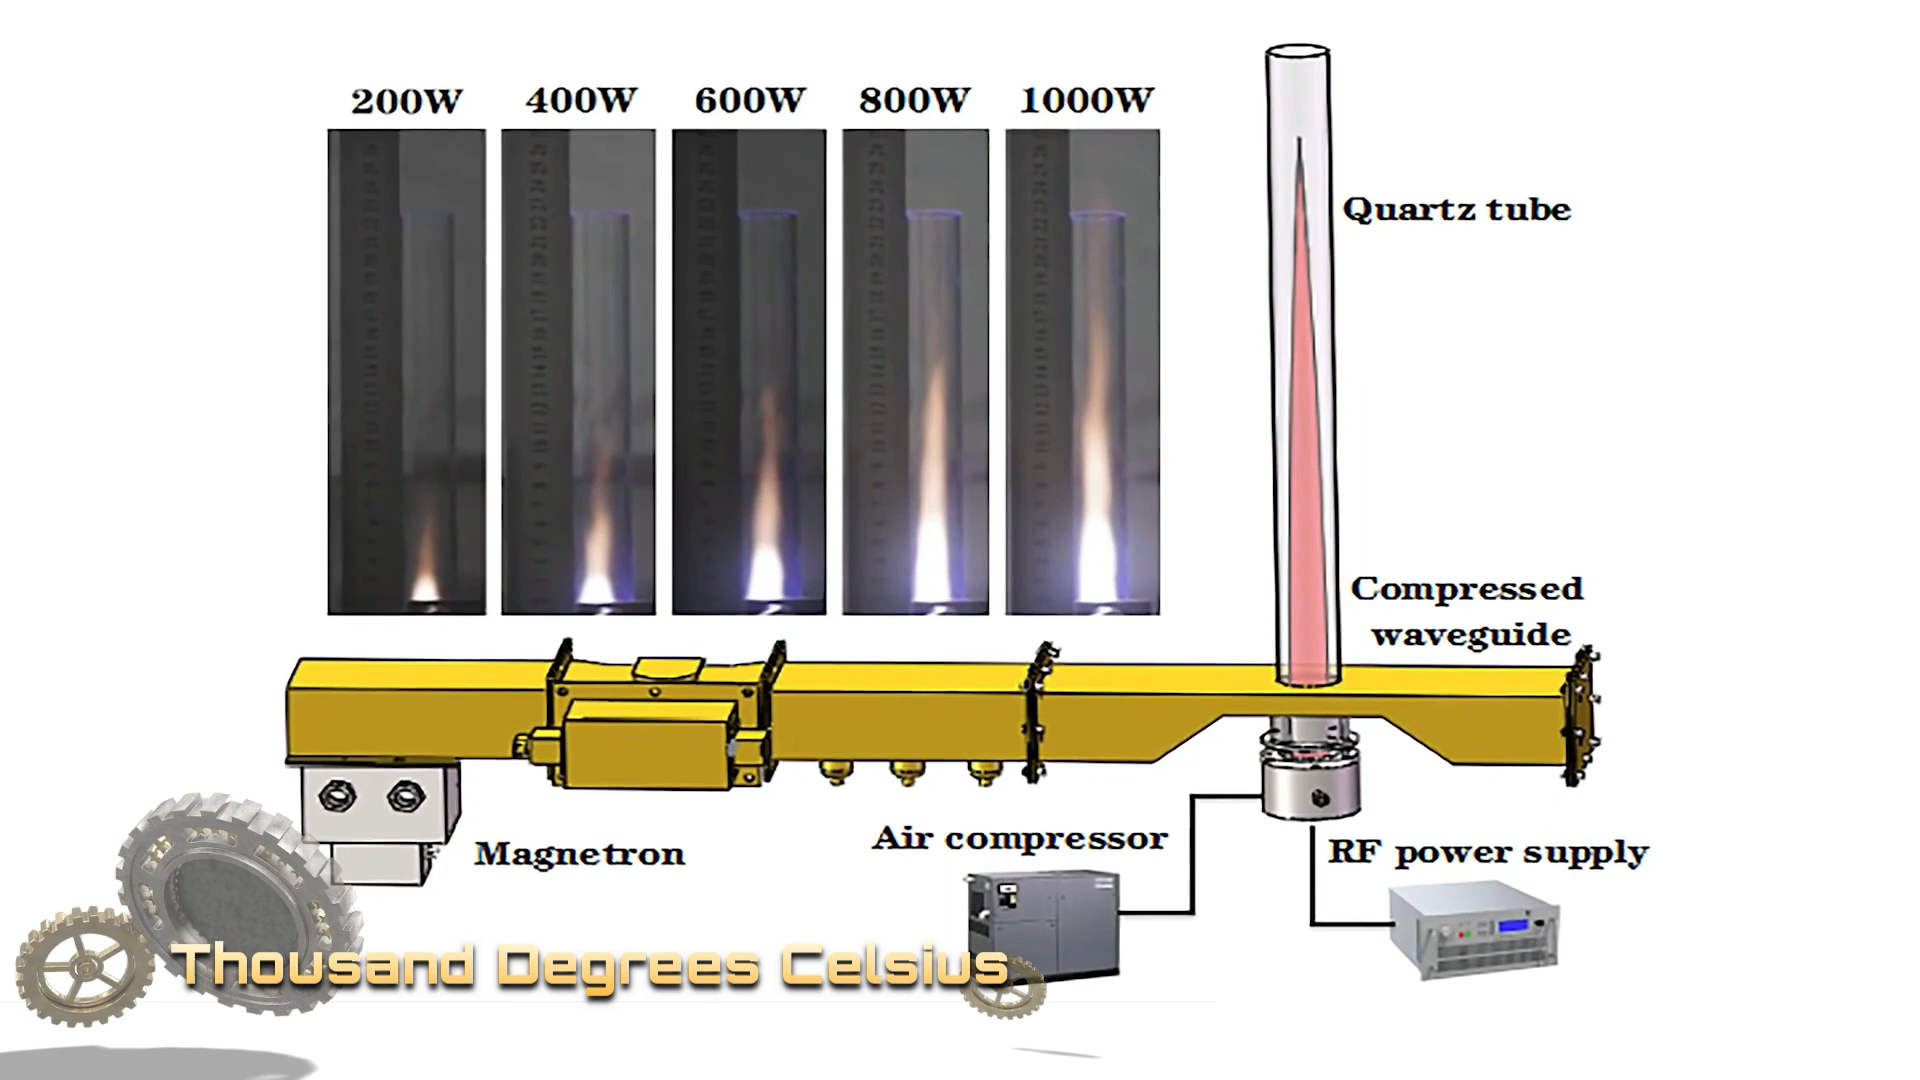 200W 400W 600W 800W 1000W
Quartz tube
Compressed
waveguide
Air compressor
RF power supply
Magnetron
Thousand Degrees Celsius